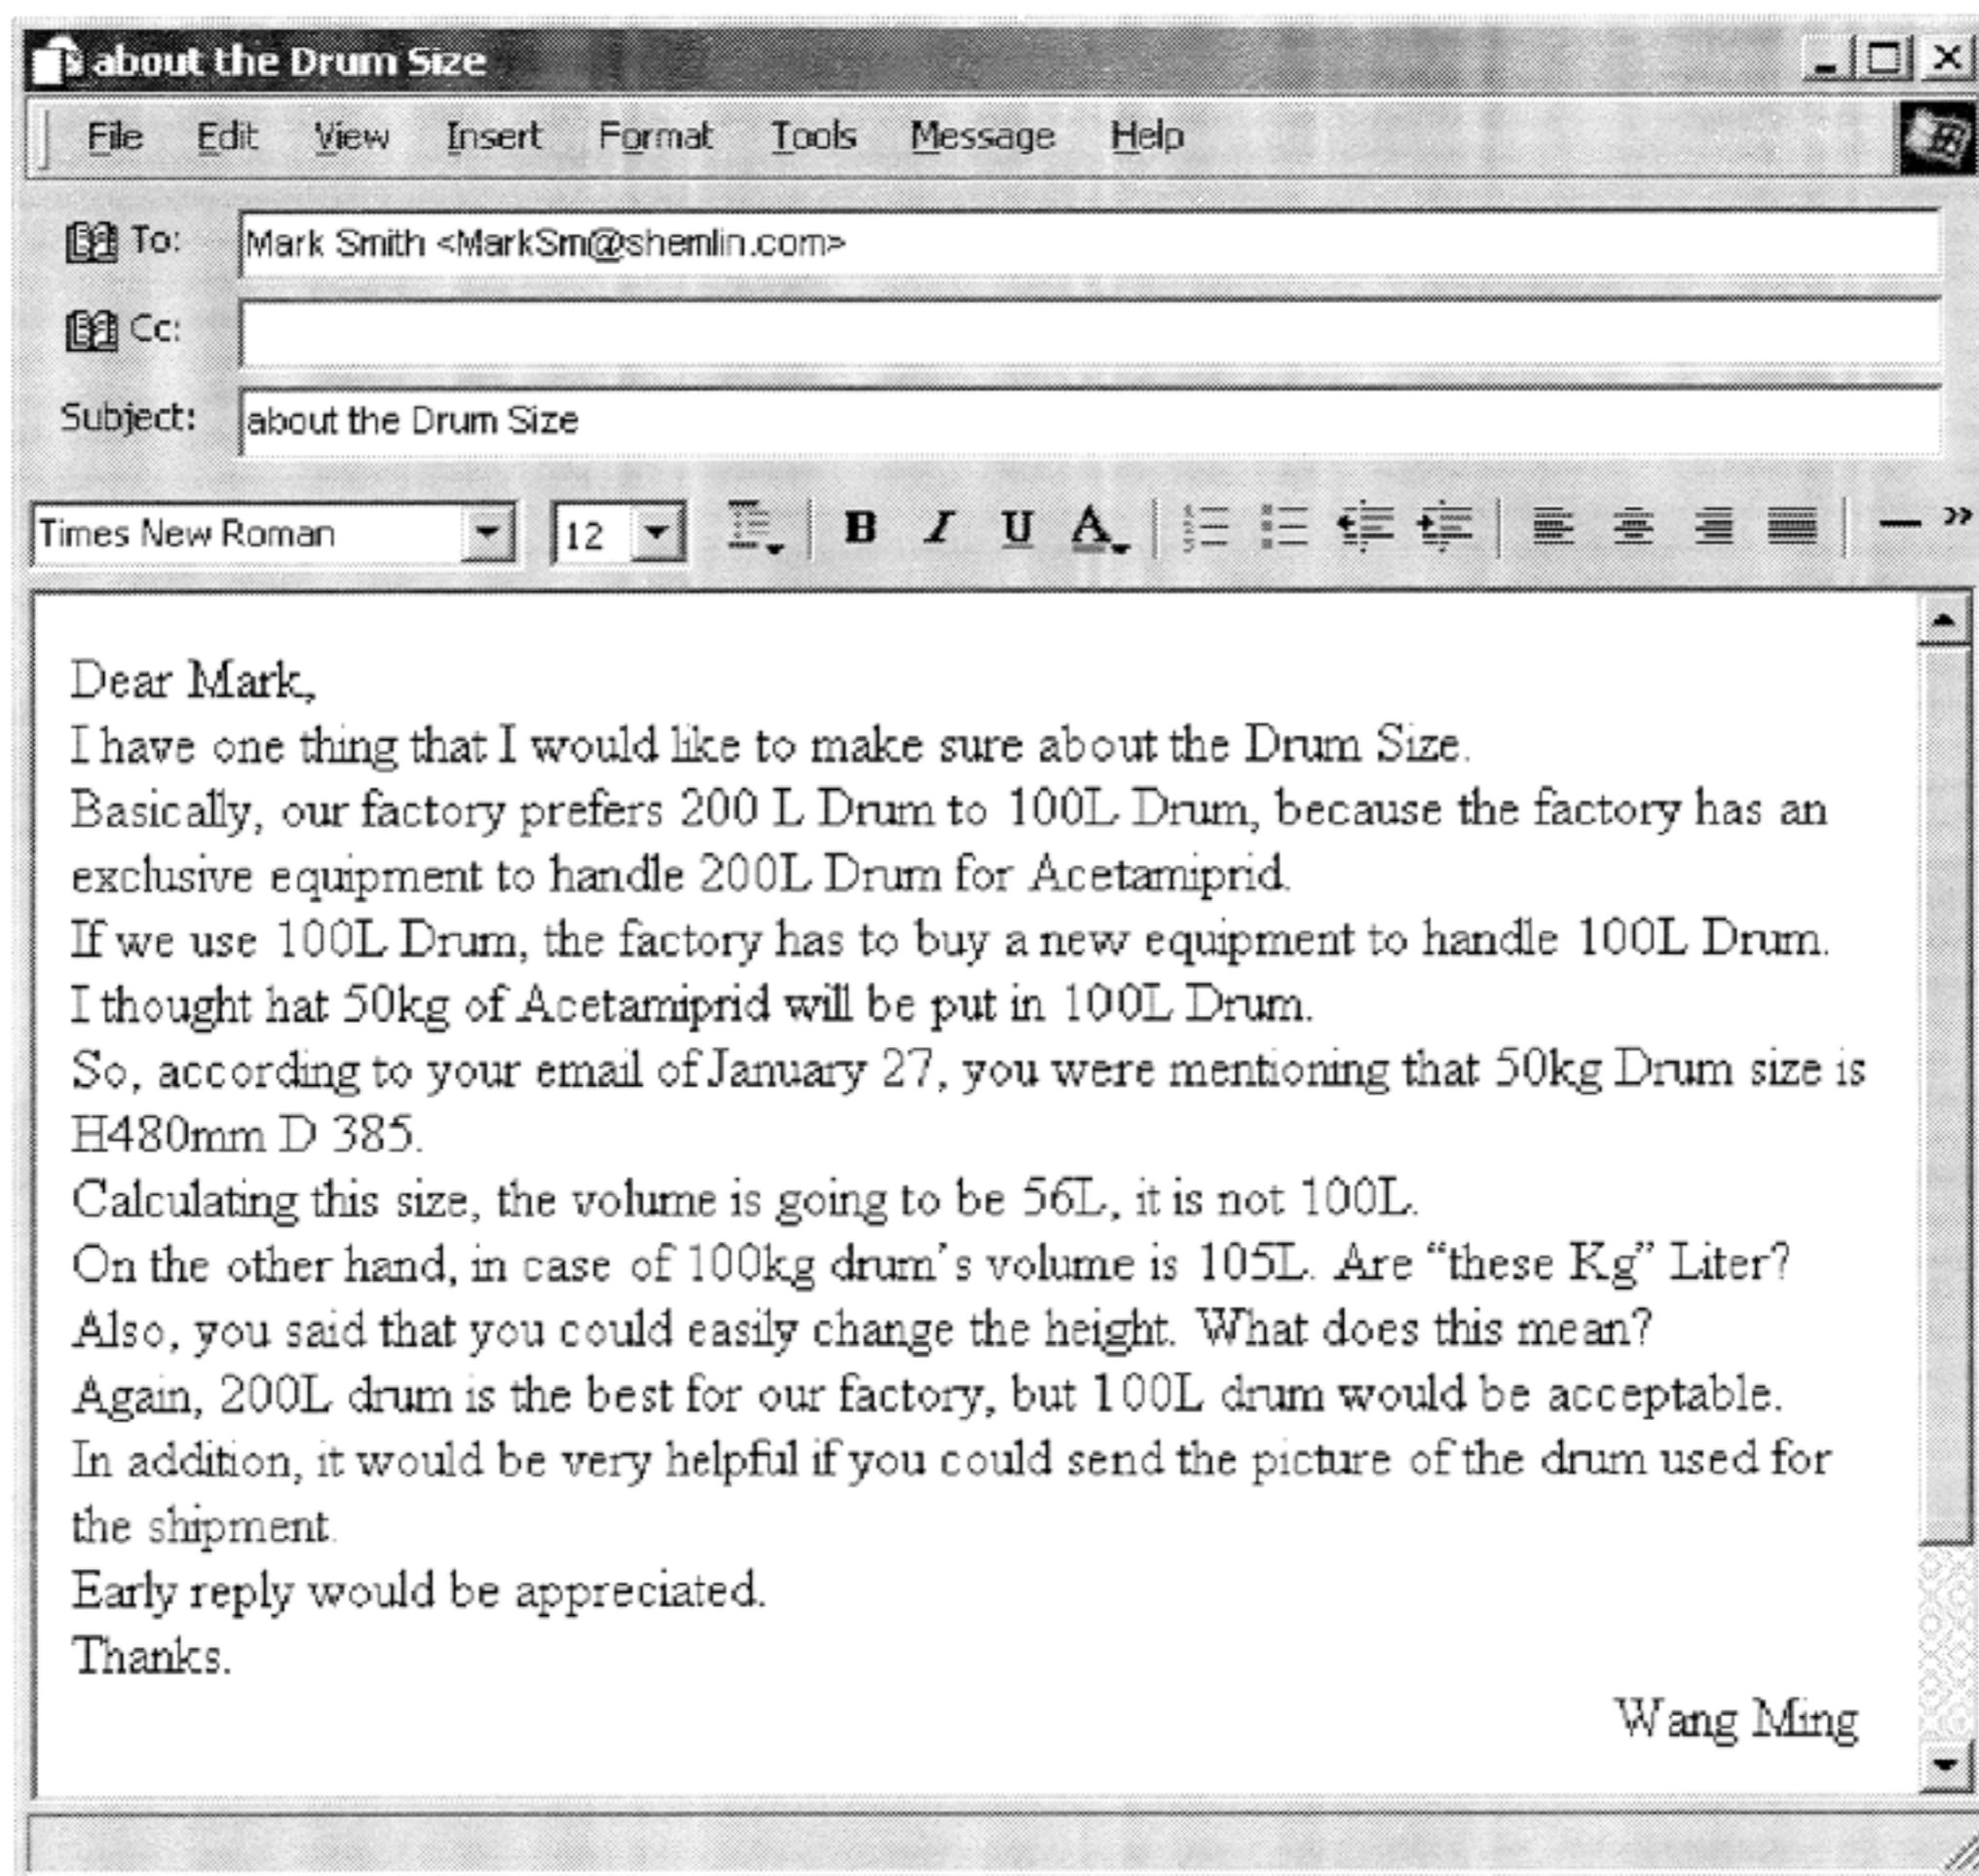 about the Drum Size
File Edit View Insert Format Tools Message Help
To: Mark Smith <MarkSm@shemlin.com>
Cc:
Subject: about the Drum Size
Times New Roman 12 B I U A
Dear Mark,
I have one thing that I would like to make sure about the Drum Size.
Basically, our factory prefers 200 L Drum to 100L Drum, because the factory has an
exclusive equipment to handle 200L Drum for Acetamiprid.
If we use 100L Drum, the factory has to buy a new equipment to handle 100L Drum.
I thought hat 50kg of Acetamiprid will be put in 100L Drum.
So, according to your email of January 27, you were mentioning that 50kg Drum size is
H480mm D 385.
Calculating this size, the volume is going to be 56L, it is not 100L.
On the other hand, in case of 100kg drum's volume is 105L. Are “these Kg” Liter?
Also, you said that you could easily change the height. What does this mean?
Again, 200L drum is the best for our factory, but 100L drum would be acceptable.
In addition, it would be very helpful if you could send the picture of the drum used for
the shipment.
Early reply would be appreciated.
Thanks.
Wang Ming